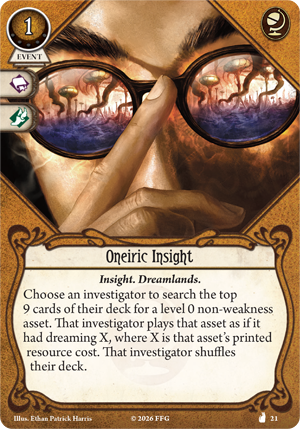 1
EVENT
Oneiric Insight
Insight. Dreamlands.
Choose an investigator to search the top
9 cards of their deck for a level 0 non-weakness
asset. That investigator plays that asset as if it
had dreaming X, where X is that asset's printed
resource cost. That investigator shuffles
their deck.
Illus. Ethan Patrick Harris
© 2026 FFG
21